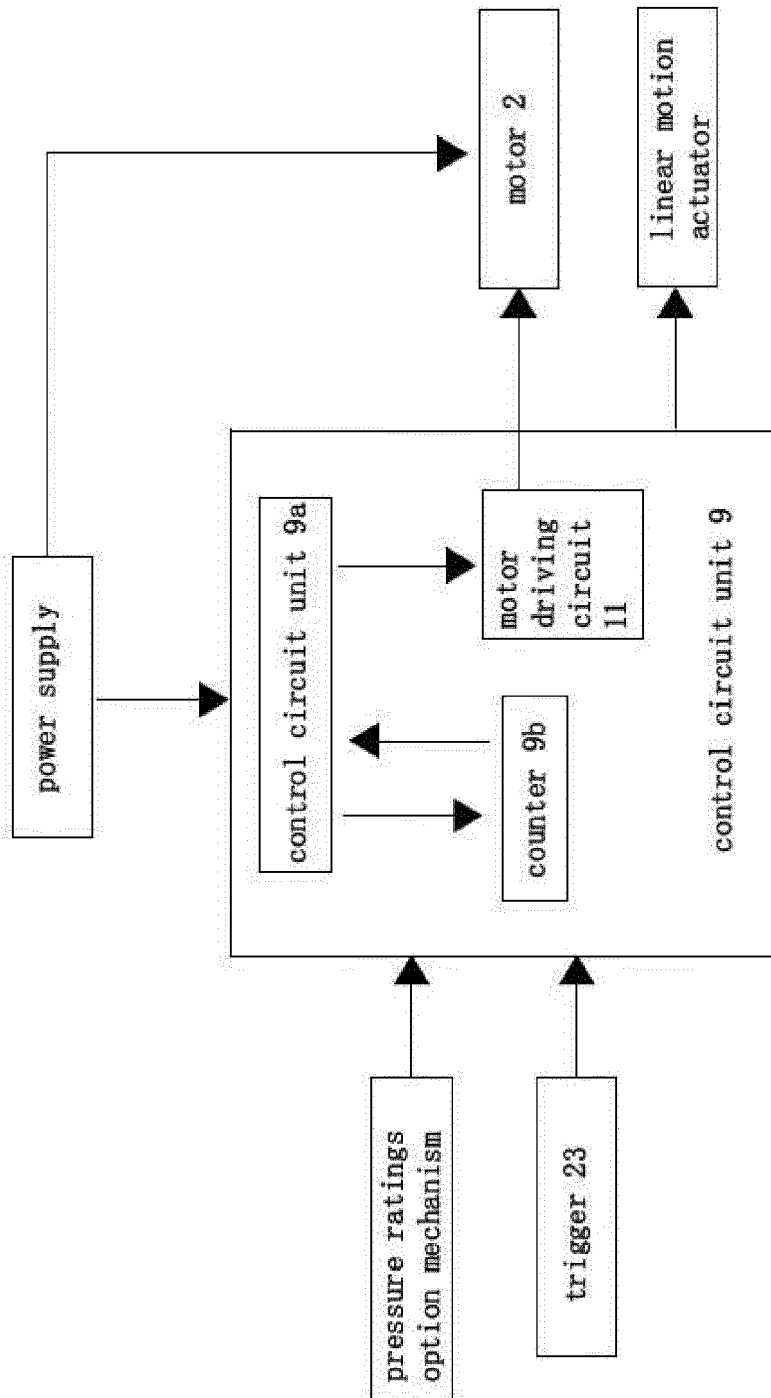 power supply
pressure ratings
option mechanism
trigger 23
control circuit unit 9a
counter 9b
motor
driving
circuit
11
control circuit unit 9
motor 2
linear motion
actuator